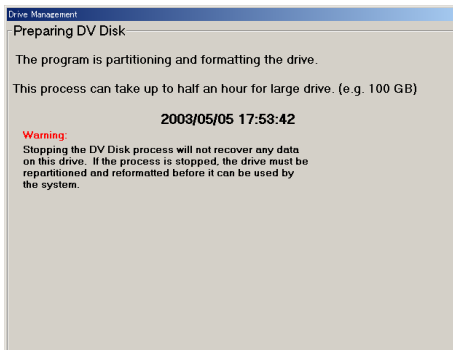 Drive Management
Preparing DV Disk
The program is partitioning and formatting the drive.
This process can take up to half an hour for large drive. (e.g. 100 GB)
2003/05/05 17:53:42
Warning:
Stopping the DV Disk process will not recover any data
on this drive. If the process is stopped, the drive must be
repartitioned and reformatted before it can be used by
the system.